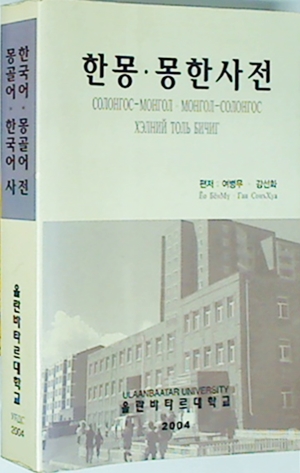 한국어 · 몽골어
몽골어 · 한국어 사전
울란바타르대학교
2004
한몽 · 몽한사전
СОЛОНГОС-МОНГОЛ · МОНГОЛ-СОЛОНГОС
ХЭЛНИЙ ТОЛЬ БИЧИГ
편저 : 여병무 · 강선화
ULAANBAATAR UNIVERSITY
울란바타르대학교
2004